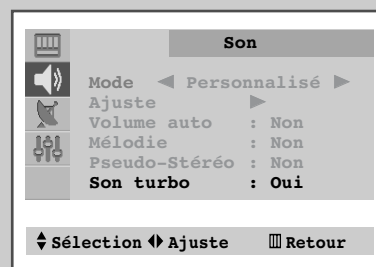 Son
Mode ◀ Personnalisé ▶
Ajuste ▶
Volume auto : Non
Mélodie : Non
Pseudo-Stéréo : Non
Son turbo : Oui
Sélection Ajuste Retour